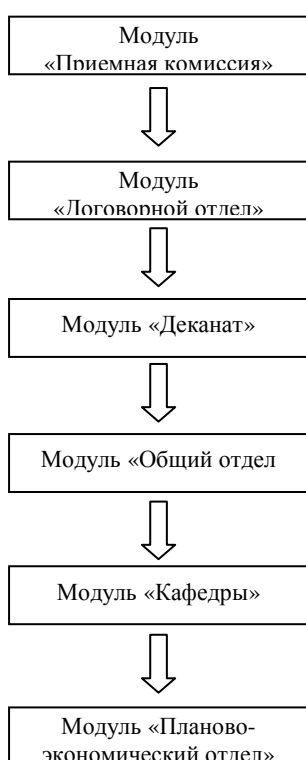 Модуль
«Приемная комиссия»
Модуль
«Договорной отдел»
Модуль «Деканат»
Модуль «Общий отдел
Модуль «Кафедры»
Модуль «Планово-
экономический отдел»